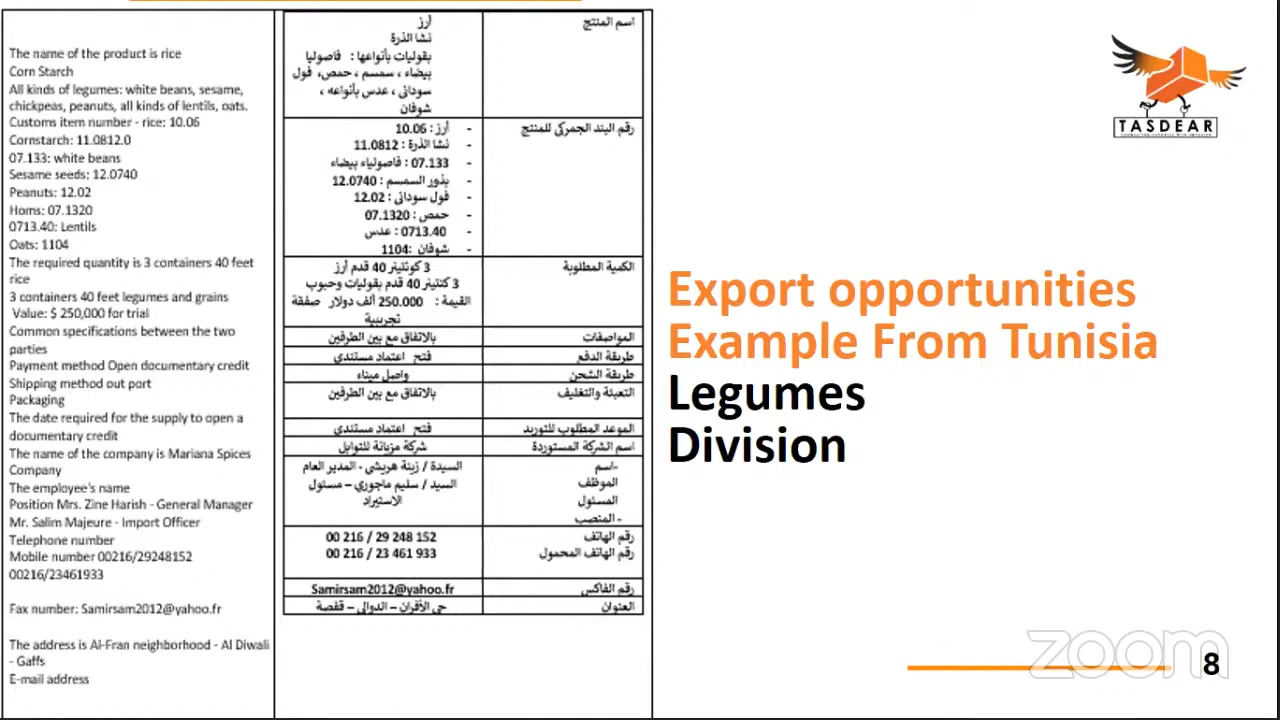 The name of the product is rice
Corn Starch
All kinds of legumes: white beans, sesame,
chickpeas, peanuts, all kinds of lentils, oats.
Customs item number - rice: 10.06
Cornstarch: 11.0812.0
07.133: white beans
Sesame seeds: 12.0740
Peanuts: 12.02
Homs: 07.1320
0713.40: Lentils
Oats: 1104
The required quantity is 3 containers 40 feet
rice
3 containers 40 feet legumes and grains
Value: $ 250,000 for trial
Common specifications between the two
parties
Payment method Open documentary credit
Shipping method out port
Packaging
The date required for the supply to open a
documentary credit
The name of the company is Mariana Spices
Company
The employee's name
Position Mrs. Zine Harish - General Manager
Mr. Salim Majeure - Import Officer
Telephone number
Mobile number 00216/29248152
00216/23461933
Fax number: Samirsam2012@yahoo.fr
The address is Al-Fran neighborhood - Al Diwali
- Gaffs
E-mail address
اسم المنتج
أرز
نشا الذرة
بقوليات بأنواعها : فاصوليا
بيضاء ، سمسم ، حمص، فول
سودانى ، عدس بأنواعه ،
شوفان
رقم البند الجمركى للمنتج
- أرز : 10.06
- نشا الذرة : 11.0812
- 07.133 : فاصولياء بيضاء
- بذور السمسم : 12.0740
- فول سودانى : 12.02
- حمص : 07.1320
- 0713.40 : عدس
- شوفان :1104
الكمية المطلوبة
3 كونتينر 40 قدم أرز
3 كنتينر 40 قدم بقوليات وحبوب
القيمة : 250.000 ألف دولار صفقة
تجريبية
المواصفات
بالاتفاق مع بين الطرفين
طريقة الدفع
فتح اعتماد مستندى
طريقة الشحن
واصل ميناء
التعبئة والتغليف
بالاتفاق مع بين الطرفين
الموعد المطلوب للتوريد
فتح اعتماد مستندى
اسم الشركة المستوردة
شركة مزيانة للتوابل
-اسم
الموظف
المسئول
- المنصب
السيدة / زينة هريشى - المدير العام
السيد / سليم ماجورى – مسئول
الاستيراد
رقم الهاتف
00 216 / 29 248 152
رقم الهاتف المحمول
00 216 / 23 461 933
رقم الفاكس
Samirsam2012@yahoo.fr
العنوان
حى الأقران – الدوالى – قفصة
TASDEAR
Export opportunities
Example From Tunisia
Legumes
Division
zoom
8